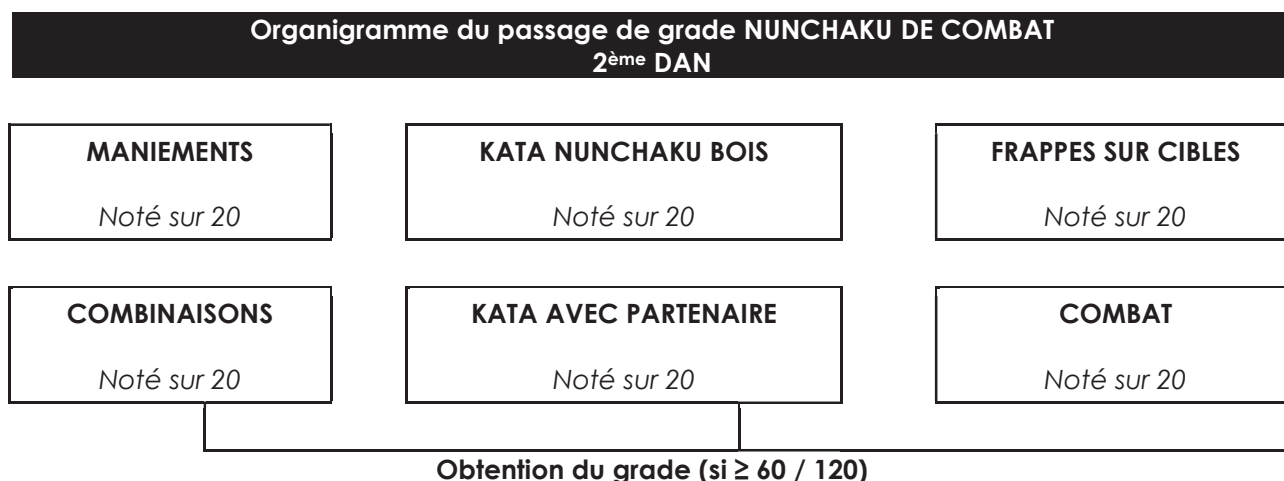 Organigramme du passage de grade NUNCHAKU DE COMBAT
2ème DAN
MANIEMENTS
Noté sur 20
KATA NUNCHAKU BOIS
Noté sur 20
FRAPPES SUR CIBLES
Noté sur 20
COMBINAISONS
Noté sur 20
KATA AVEC PARTENAIRE
Noté sur 20
COMBAT
Noté sur 20
Obtention du grade (si ≥ 60 / 120)